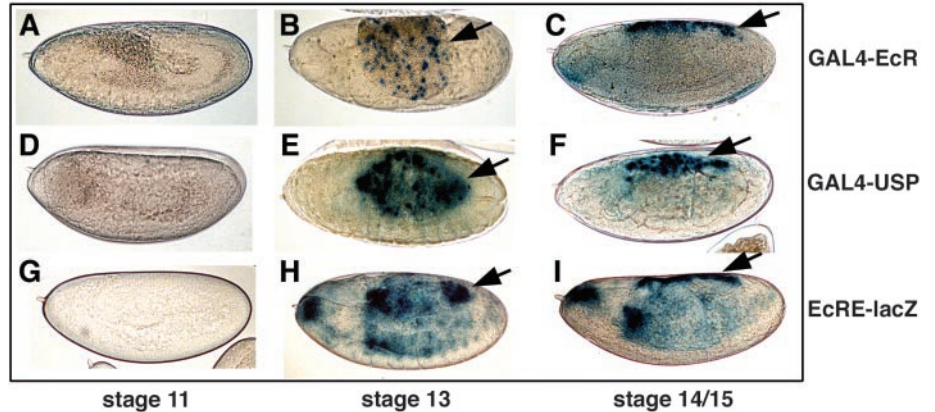 A B C GAL4-EcR
D E F GAL4-USP
G H I EcRE-lacZ
stage 11 stage 13 stage 14/15